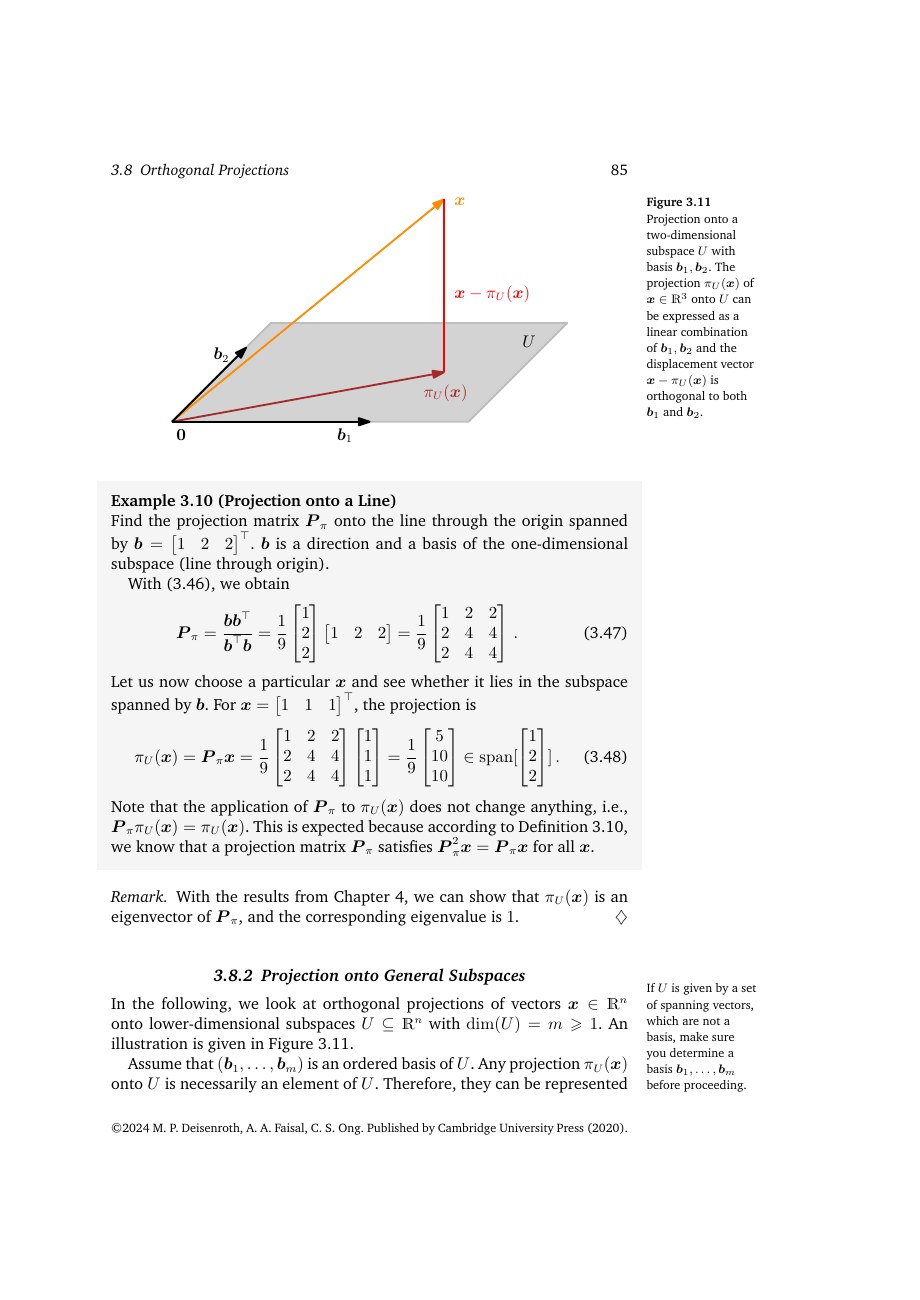 3.8 Orthogonal Projections 85
x
x − π_U(x)
U
b₂
π_U(x)
0
b₁
Figure 3.11
Projection onto a
two-dimensional
subspace U with
basis b₁, b₂. The
projection π_U(x) of
x ∈ ℝ³ onto U can
be expressed as a
linear combination
of b₁, b₂ and the
displacement vector
x − π_U(x) is
orthogonal to both
b₁ and b₂.
Example 3.10 (Projection onto a Line)
Find the projection matrix P_π onto the line through the origin spanned
by b = [1 2 2]^⊤. b is a direction and a basis of the one-dimensional
subspace (line through origin).
With (3.46), we obtain
P_π = bb^⊤/b^⊤b = 1/9 [1; 2; 2] [1 2 2] = 1/9 [1 2 2; 2 4 4; 2 4 4] . (3.47)
Let us now choose a particular x and see whether it lies in the subspace
spanned by b. For x = [1 1 1]^⊤, the projection is
π_U(x) = P_π x = 1/9 [1 2 2; 2 4 4; 2 4 4] [1; 1; 1] = 1/9 [5; 10; 10] ∈ span[[1; 2; 2]] . (3.48)
Note that the application of P_π to π_U(x) does not change anything, i.e.,
P_π π_U(x) = π_U(x). This is expected because according to Definition 3.10,
we know that a projection matrix P_π satisfies P_π² x = P_π x for all x.
Remark. With the results from Chapter 4, we can show that π_U(x) is an
eigenvector of P_π, and the corresponding eigenvalue is 1. ♢
3.8.2 Projection onto General Subspaces
In the following, we look at orthogonal projections of vectors x ∈ ℝⁿ
onto lower-dimensional subspaces U ⊆ ℝⁿ with dim(U) = m ⩾ 1. An
illustration is given in Figure 3.11.
Assume that (b₁, . . . , b_m) is an ordered basis of U. Any projection π_U(x)
onto U is necessarily an element of U. Therefore, they can be represented
If U is given by a set
of spanning vectors,
which are not a
basis, make sure
you determine a
basis b₁, . . . , b_m
before proceeding.
©2024 M. P. Deisenroth, A. A. Faisal, C. S. Ong. Published by Cambridge University Press (2020).